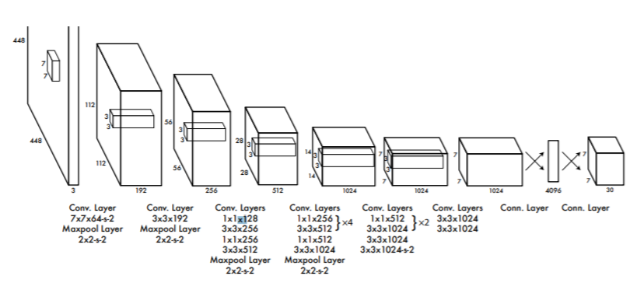 448
7
7
448
3
112
3
3
112
192
56
3
3
56
256
28
3
3
28
512
14
3
3
14
1024
7
3
3
7
1024
7
7
1024
4096
7
7
30
Conv. Layer
7x7x64-s-2
Maxpool Layer
2x2-s-2
Conv. Layer
3x3x192
Maxpool Layer
2x2-s-2
Conv. Layers
1x1x128
3x3x256
1x1x256
3x3x512
Maxpool Layer
2x2-s-2
Conv. Layers
1x1x256
3x3x512 }×4
1x1x512
3x3x1024
Maxpool Layer
2x2-s-2
Conv. Layers
1x1x512
3x3x1024 }×2
3x3x1024
3x3x1024-s-2
Conv. Layers
3x3x1024
3x3x1024
Conn. Layer
Conn. Layer